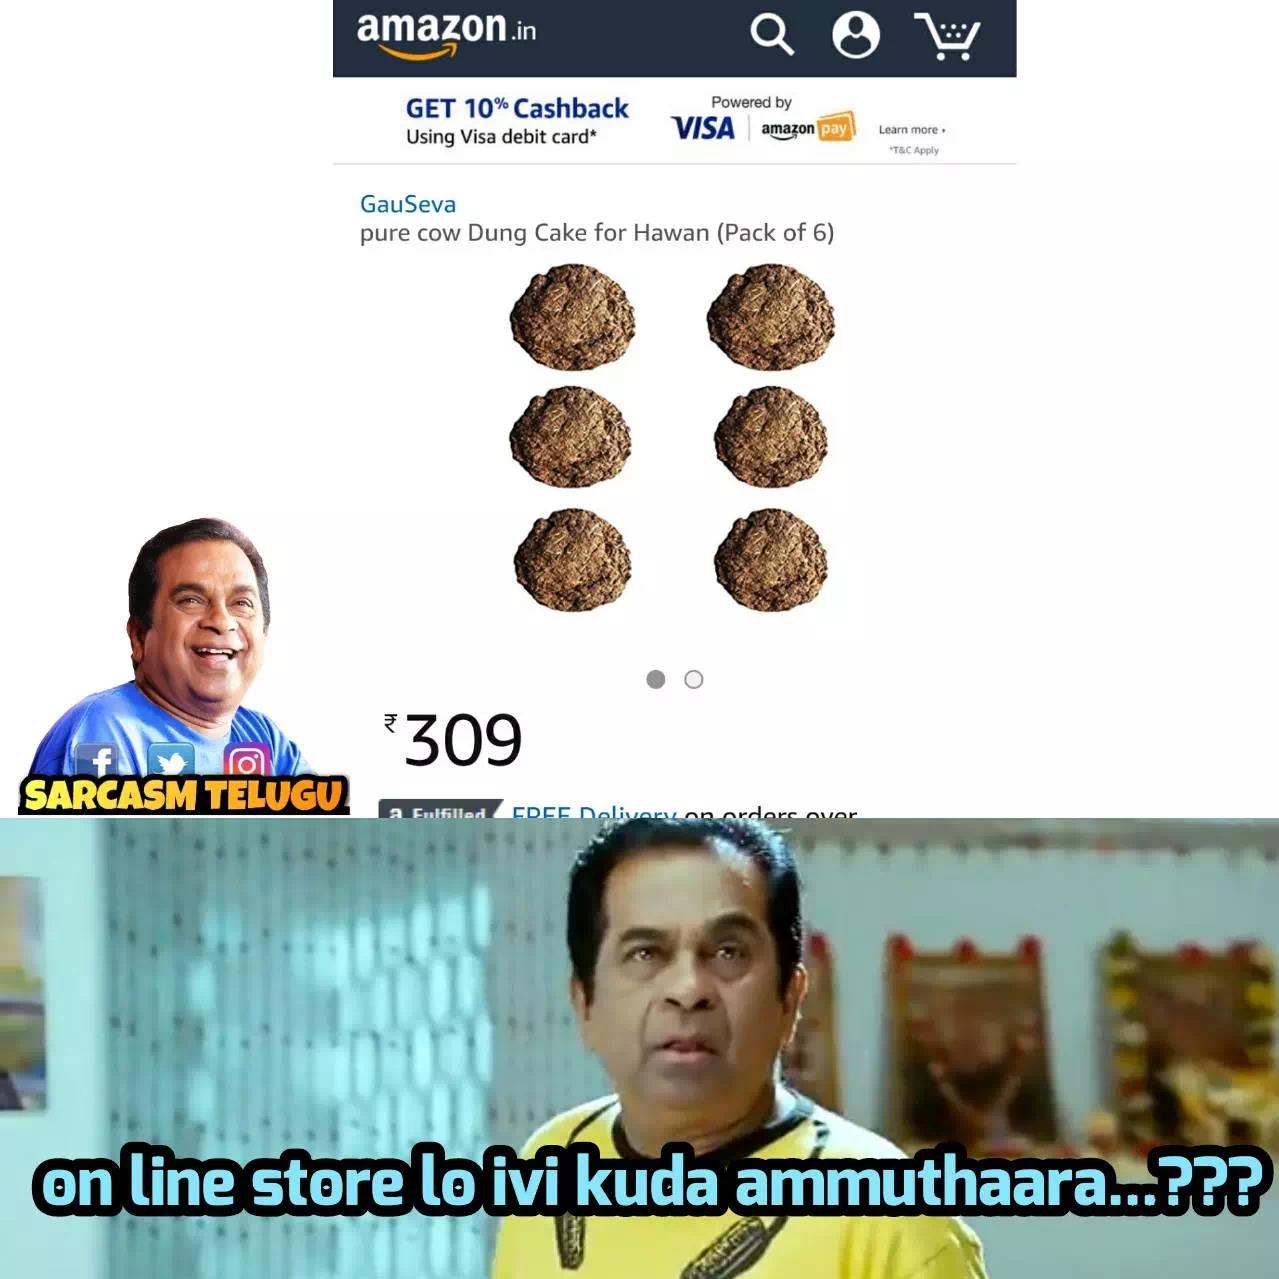 amazon.in
GET 10% Cashback
Using Visa debit card*
Powered by
VISA | amazon pay
Learn more ▸
*T&C Apply
GauSeva
pure cow Dung Cake for Hawan (Pack of 6)
₹309
a Fulfilled FREE Delivery on orders over
f
SARCASM TELUGU
on line store lo ivi kuda ammuthaara...???